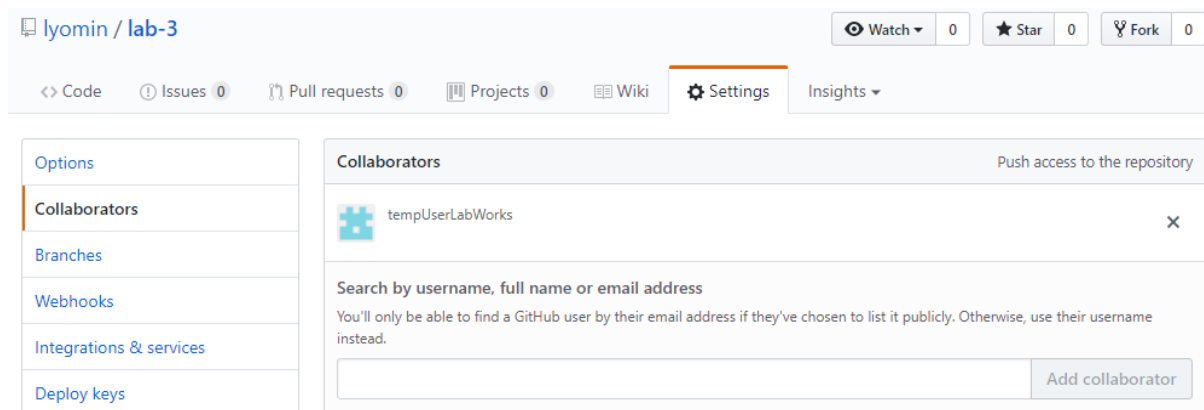 lyomin / lab-3
Watch 0 Star 0 Fork 0
Code Issues 0 Pull requests 0 Projects 0 Wiki Settings Insights
Options
Collaborators
Branches
Webhooks
Integrations & services
Deploy keys
Collaborators Push access to the repository
tempUserLabWorks
Search by username, full name or email address
You'll only be able to find a GitHub user by their email address if they've chosen to list it publicly. Otherwise, use their username
instead.
Add collaborator